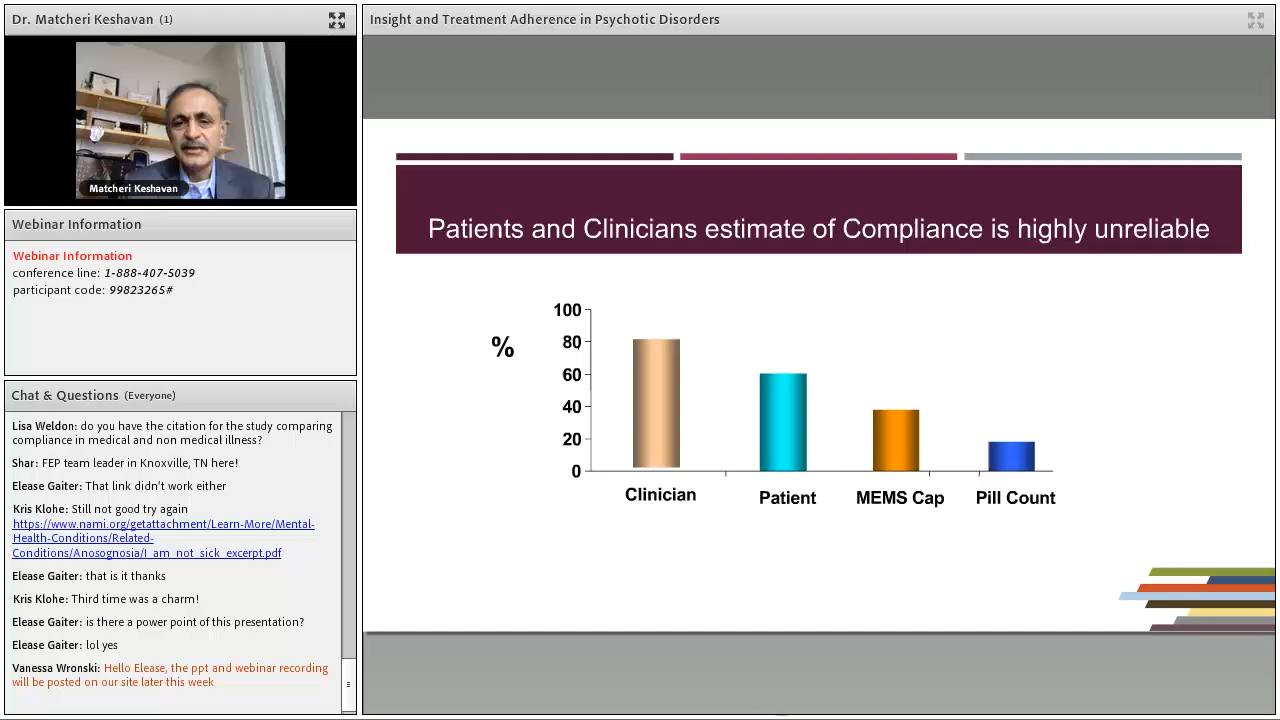 Dr. Matcheri Keshavan (1)
Matcheri Keshavan
Webinar Information
Webinar Information
conference line: 1-888-407-5039
participant code: 99823265#
Chat & Questions (Everyone)
Lisa Weldon: do you have the citation for the study comparing
compliance in medical and non medical illness?
Shar: FEP team leader in Knoxville, TN here!
Elease Gaiter: That link didn't work either
Kris Klohe: Still not good try again
https://www.nami.org/getattachment/Learn-More/Mental-
Health-Conditions/Related-
Conditions/Anosognosia/I_am_not_sick_excerpt.pdf
Elease Gaiter: that is it thanks
Kris Klohe: Third time was a charm!
Elease Gaiter: is there a power point of this presentation?
Elease Gaiter: lol yes
Vanessa Wronski: Hello Elease, the ppt and webinar recording
will be posted on our site later this week
Insight and Treatment Adherence in Psychotic Disorders
Patients and Clinicians estimate of Compliance is highly unreliable
%
100
80
60
40
20
0
Clinician Patient MEMS Cap Pill Count